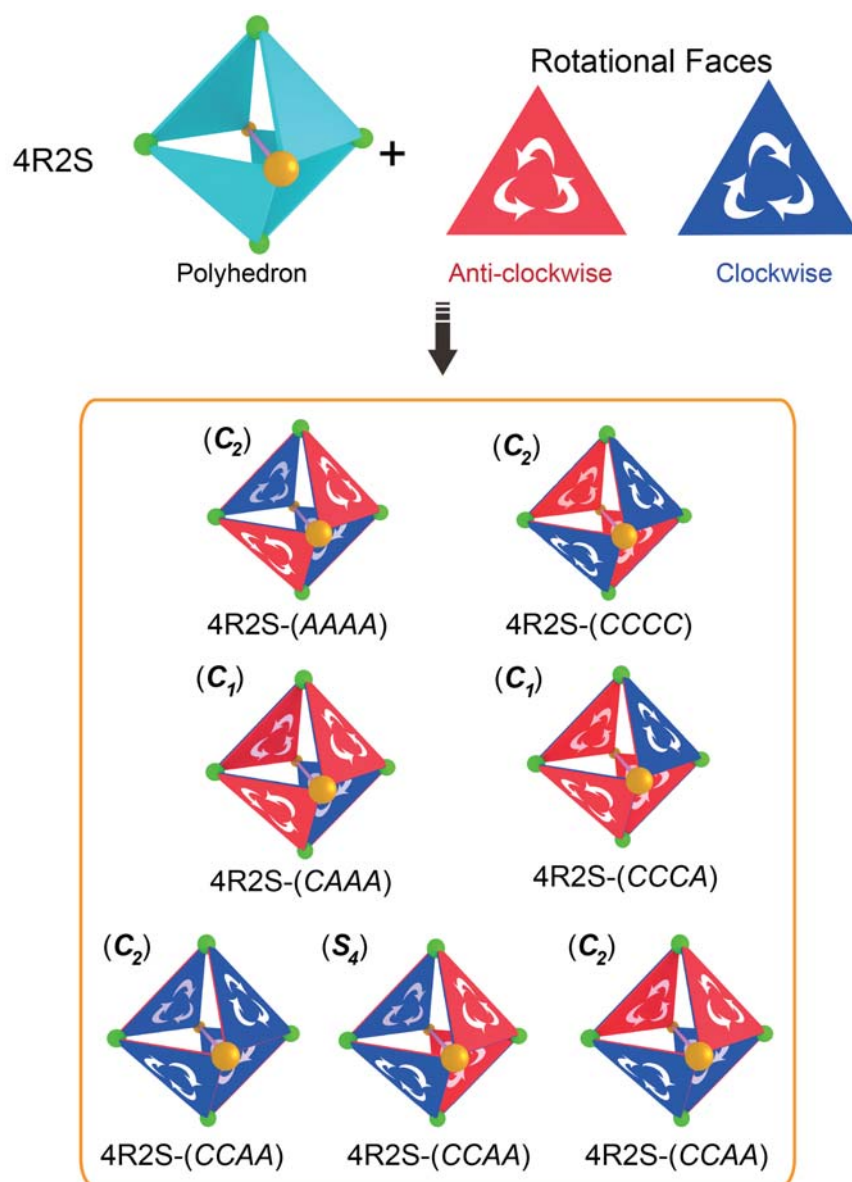 Rotational Faces
4R2S
+
Polyhedron
Anti-clockwise
Clockwise
(C2)
(C2)
4R2S-(AAAA)
4R2S-(CCCC)
(C1)
(C1)
4R2S-(CAAA)
4R2S-(CCCA)
(C2)
(S4)
(C2)
4R2S-(CCAA)
4R2S-(CCAA)
4R2S-(CCAA)